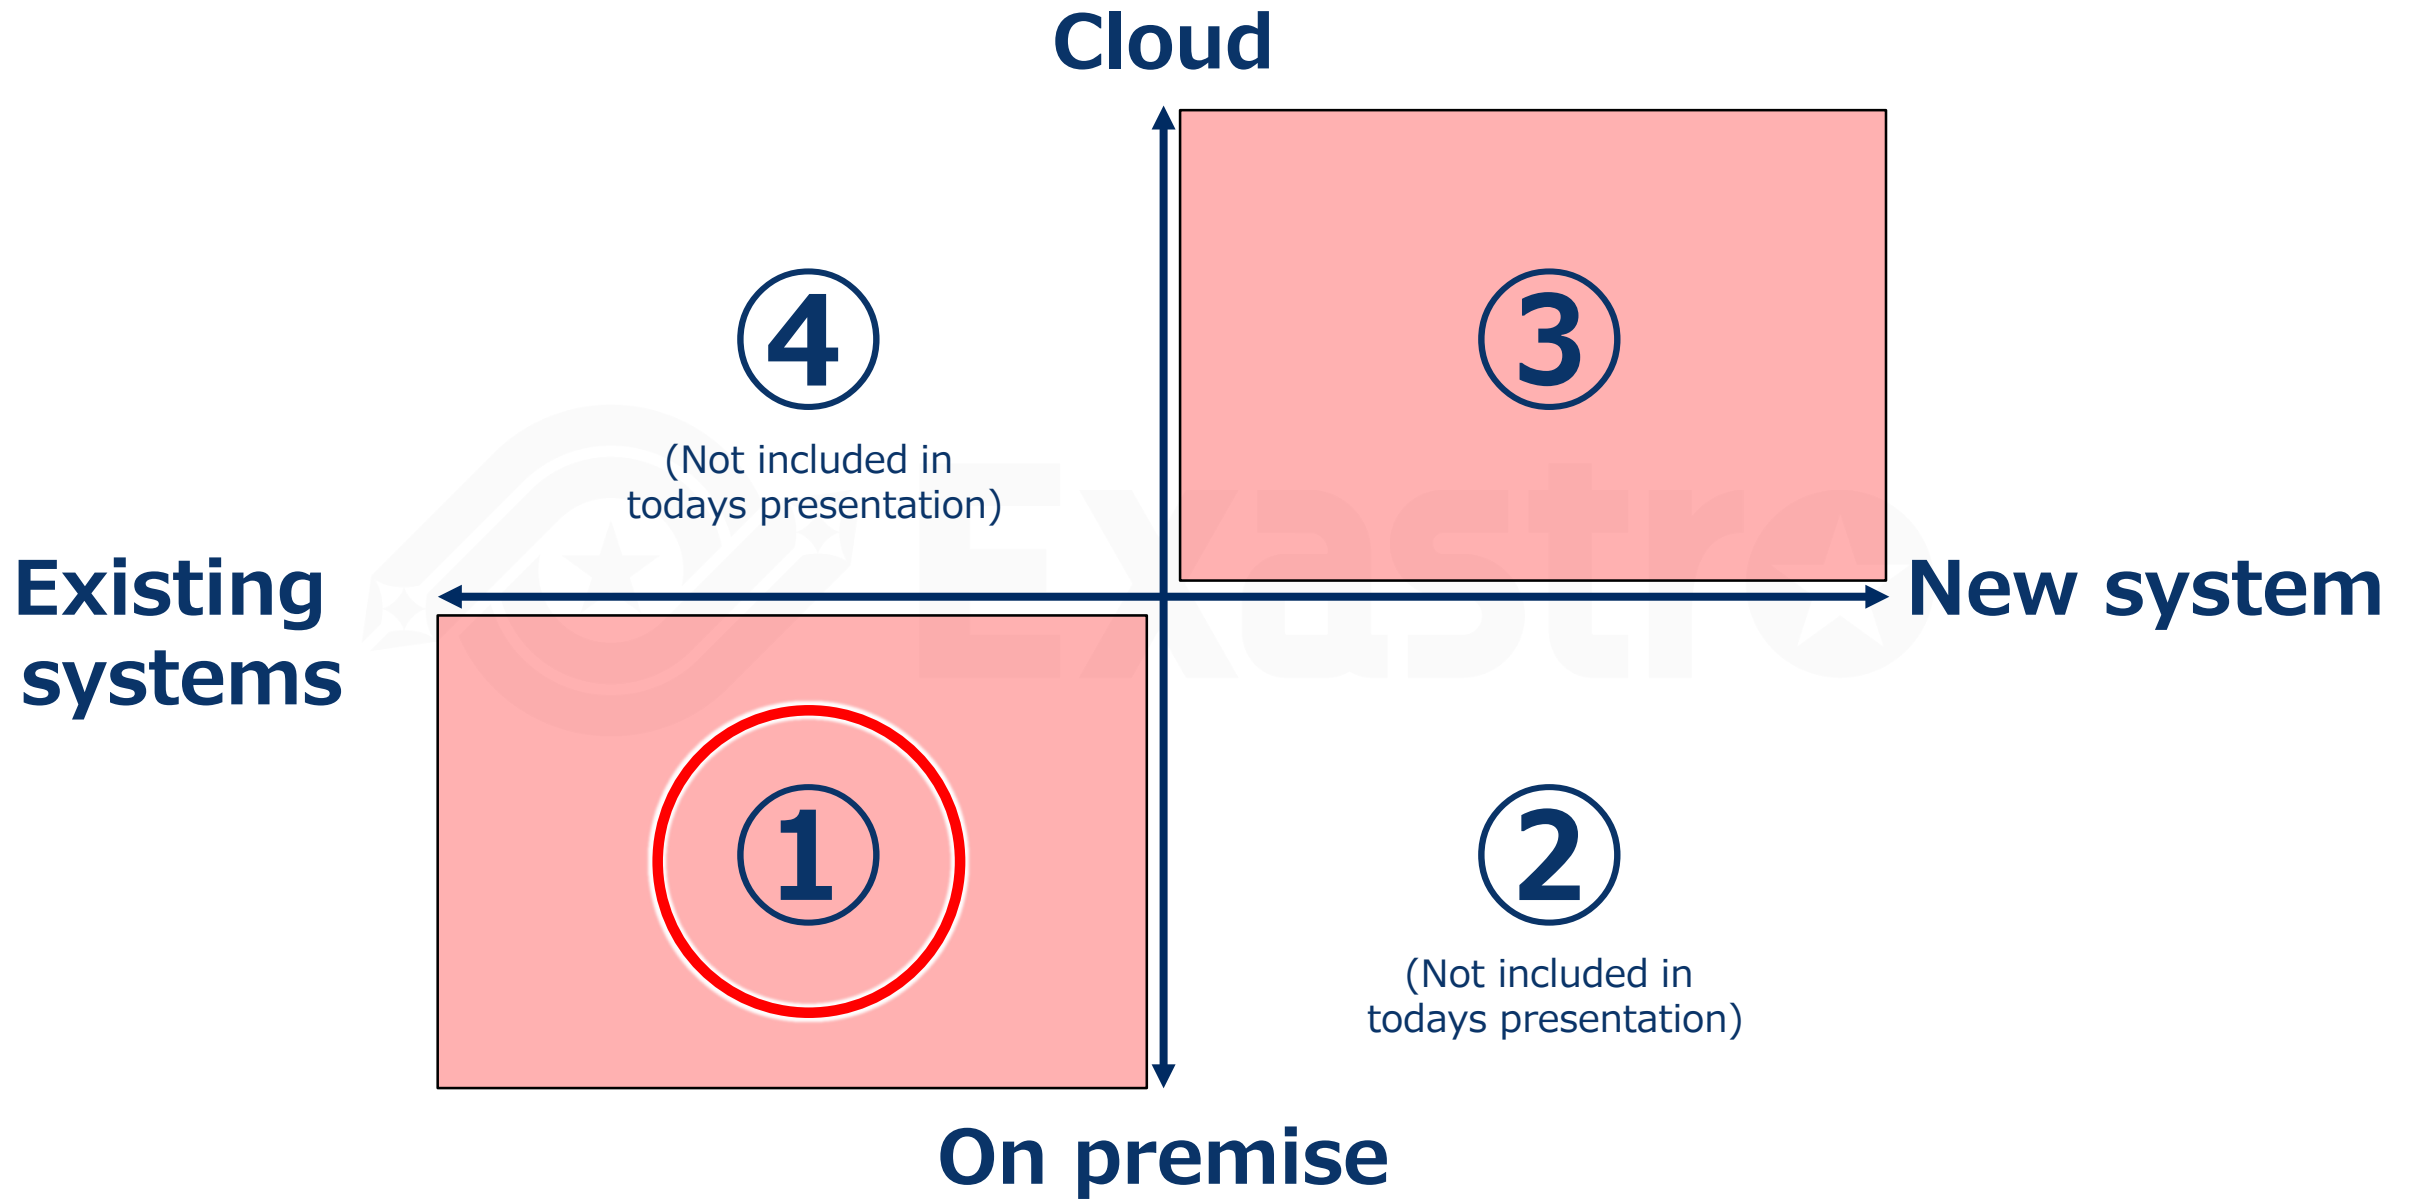 Cloud
④
③
(Not included in
todays presentation)
Existing
systems
New system
Exastro
①
②
(Not included in
todays presentation)
On premise